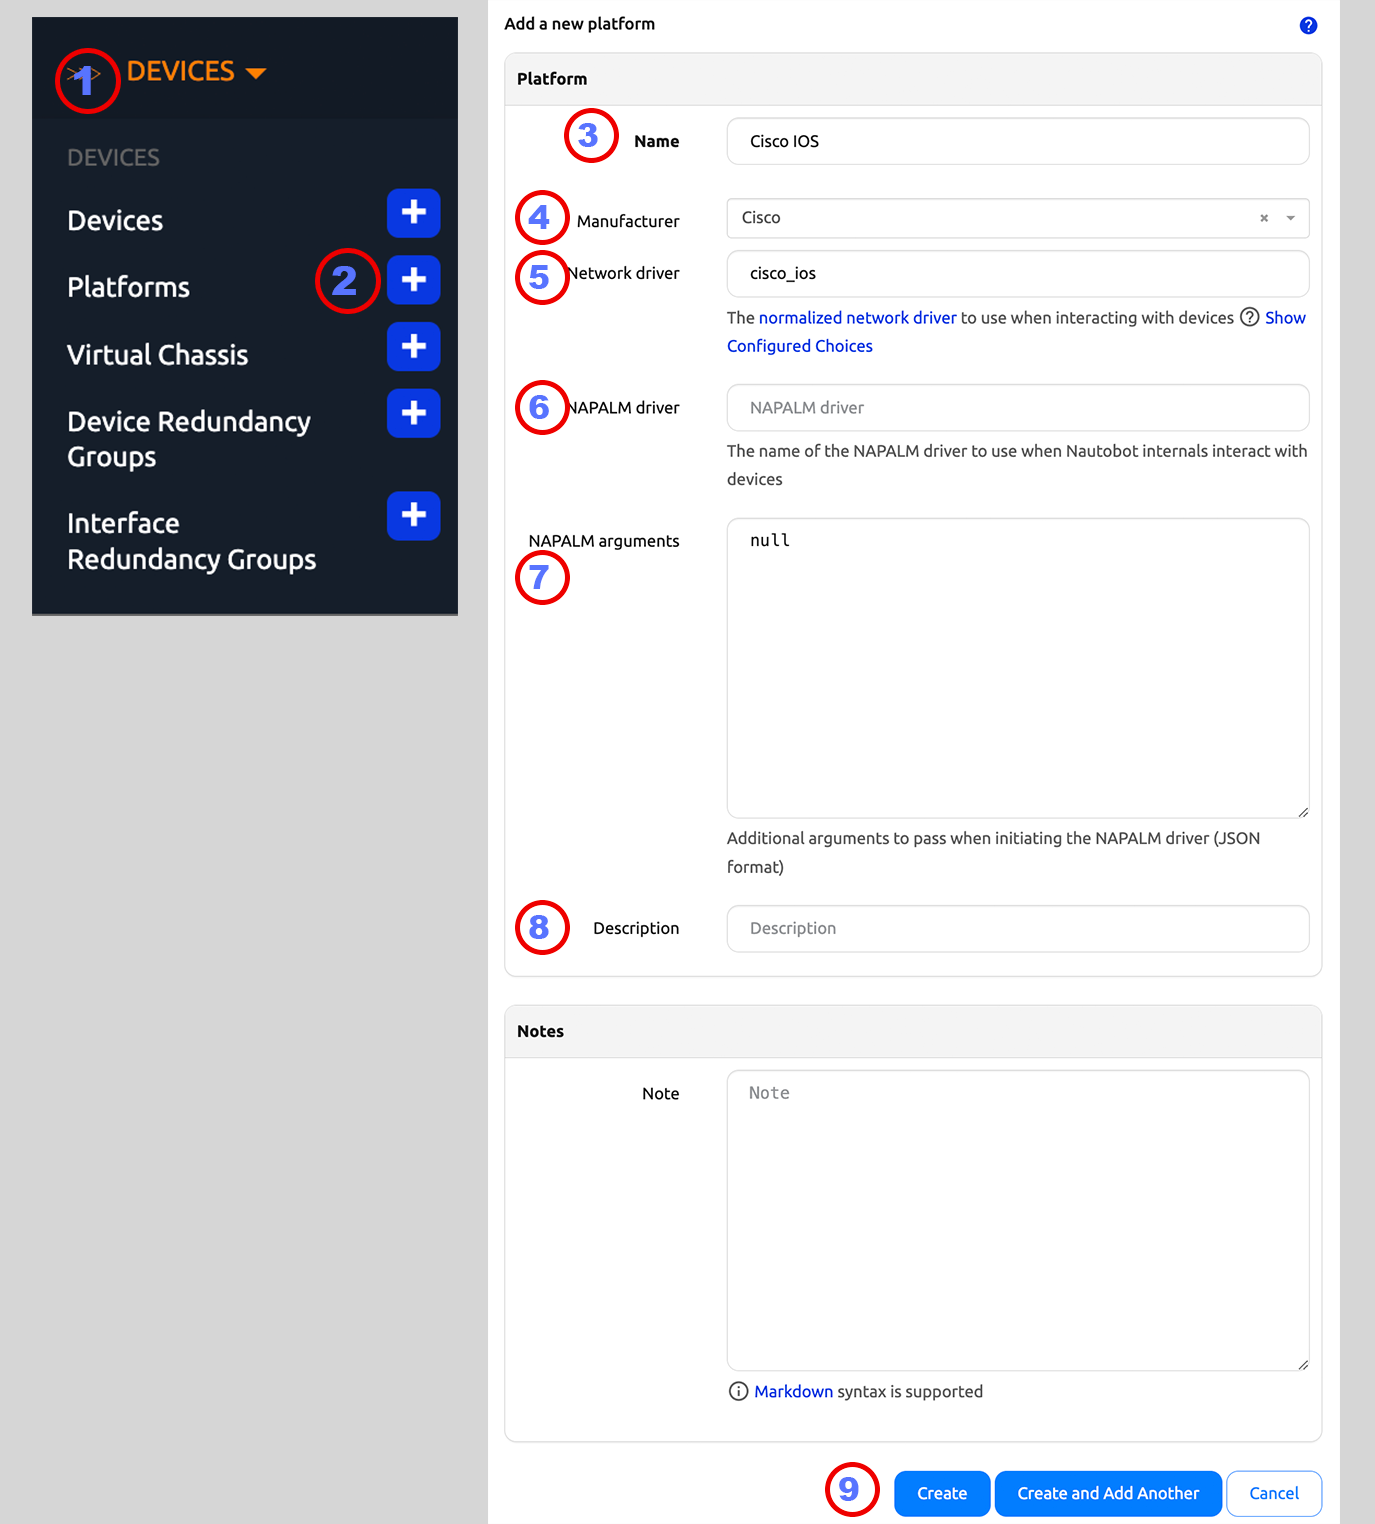 1 DEVICES
DEVICES
Devices
Platforms 2
Virtual Chassis
Device Redundancy
Groups
Interface
Redundancy Groups
Add a new platform
?
Platform
3 Name Cisco IOS
4 Manufacturer Cisco × 
5 Network driver cisco_ios
The normalized network driver to use when interacting with devices ? Show
Configured Choices
6 NAPALM driver NAPALM driver
The name of the NAPALM driver to use when Nautobot internals interact with
devices
NAPALM arguments null
7
Additional arguments to pass when initiating the NAPALM driver (JSON
format)
8 Description Description
Notes
Note Note
Markdown syntax is supported
9 Create Create and Add Another Cancel